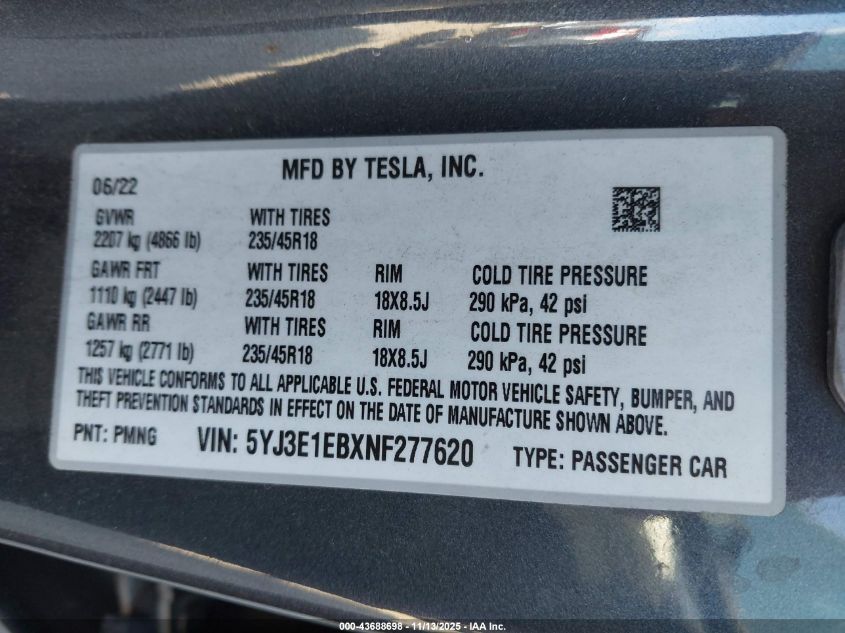 MFD BY TESLA, INC.
06/22
GVWR WITH TIRES
2207 kg (4866 lb) 235/45R18
GAWR FRT WITH TIRES RIM COLD TIRE PRESSURE
1110 kg (2447 lb) 235/45R18 18X8.5J 290 kPa, 42 psi
GAWR RR WITH TIRES RIM COLD TIRE PRESSURE
1257 kg (2771 lb) 235/45R18 18X8.5J 290 kPa, 42 psi
THIS VEHICLE CONFORMS TO ALL APPLICABLE U.S. FEDERAL MOTOR VEHICLE SAFETY, BUMPER, AND
THEFT PREVENTION STANDARDS IN EFFECT ON THE DATE OF MANUFACTURE SHOWN ABOVE.
PNT: PMNG VIN: 5YJ3E1EBXNF277620 TYPE: PASSENGER CAR
000-43688698 - 11/13/2025 - IAA Inc.